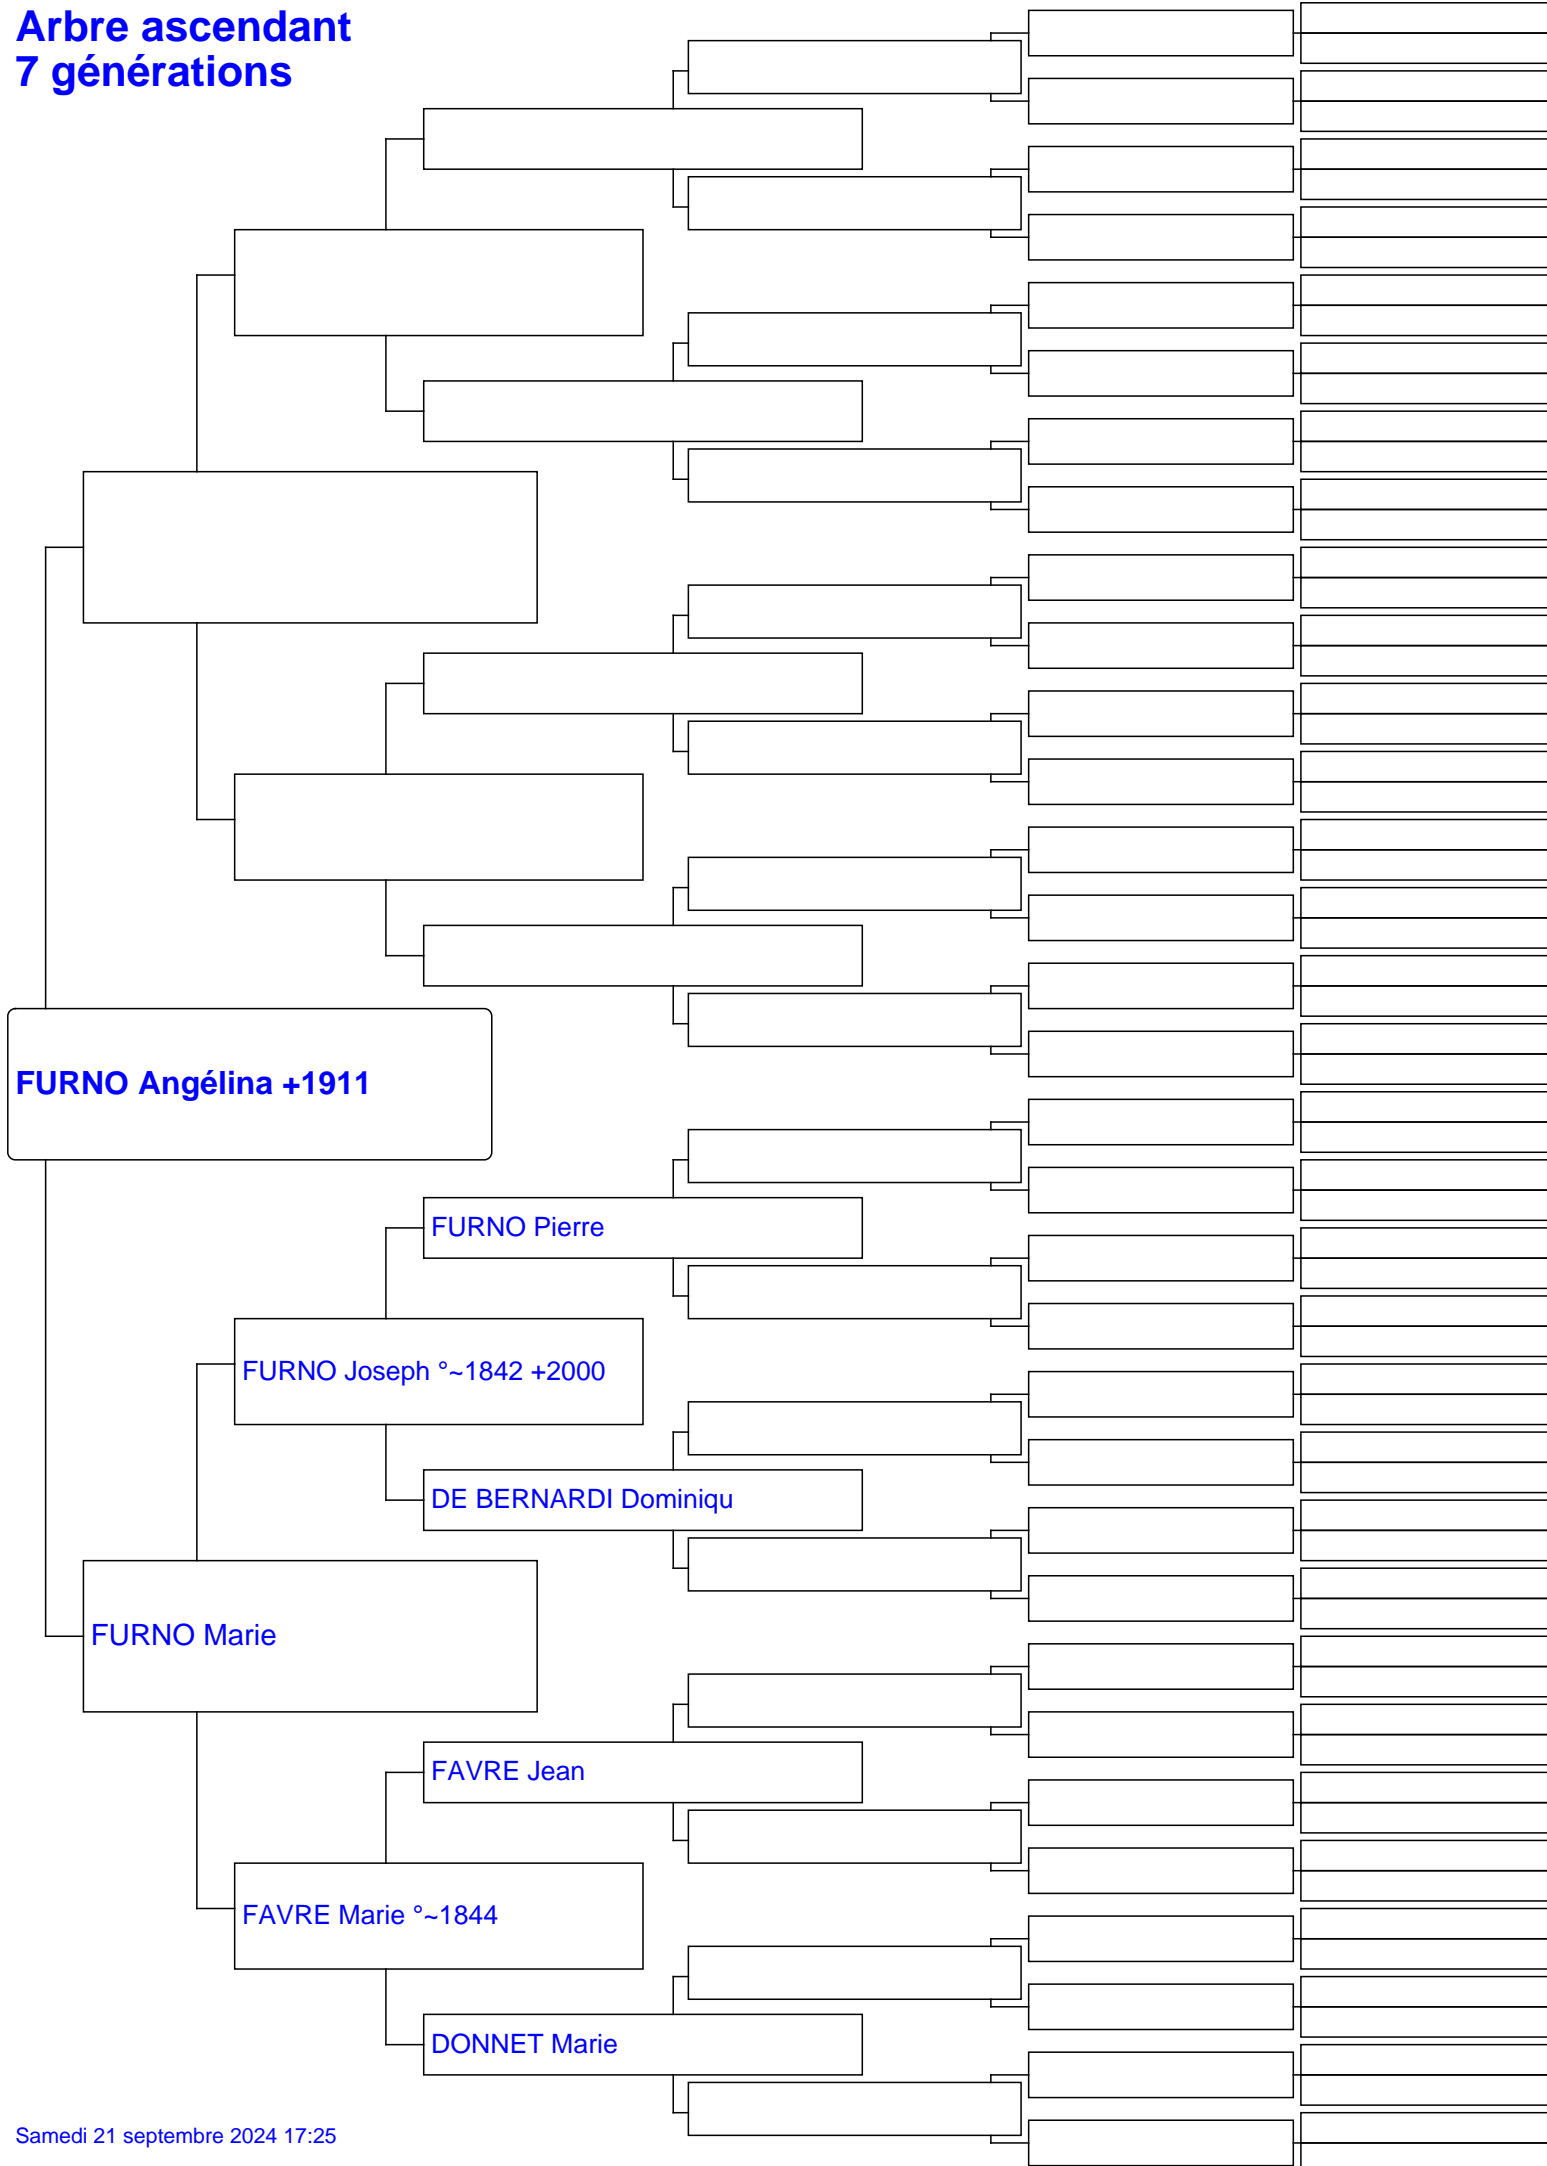 Arbre ascendant
7 générations
FURNO Angélina +1911
FURNO Pierre
FURNO Joseph °~1842 +2000
DE BERNARDI Dominiqu
FURNO Marie
FAVRE Jean
FAVRE Marie °~1844
DONNET Marie
Samedi 21 septembre 2024 17:25